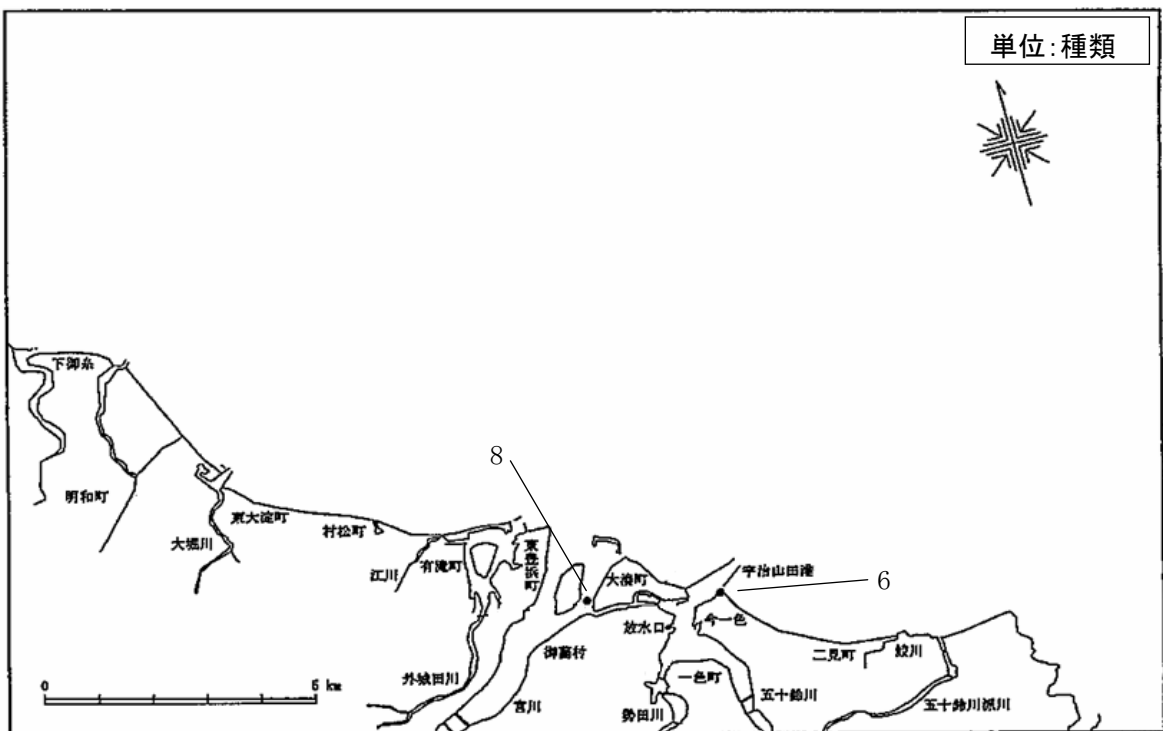 単位:種類
下御糸
8
明和町
東大淀町
村松町
大堀川
東豊浜町
大湊町
宇治山田港
江川
有滝町
6
今一色
放水口
二見町
鮫川
御薗村
外城田川
一色町
0
5 km
宮川
勢田川
五十鈴川
五十鈴川派川